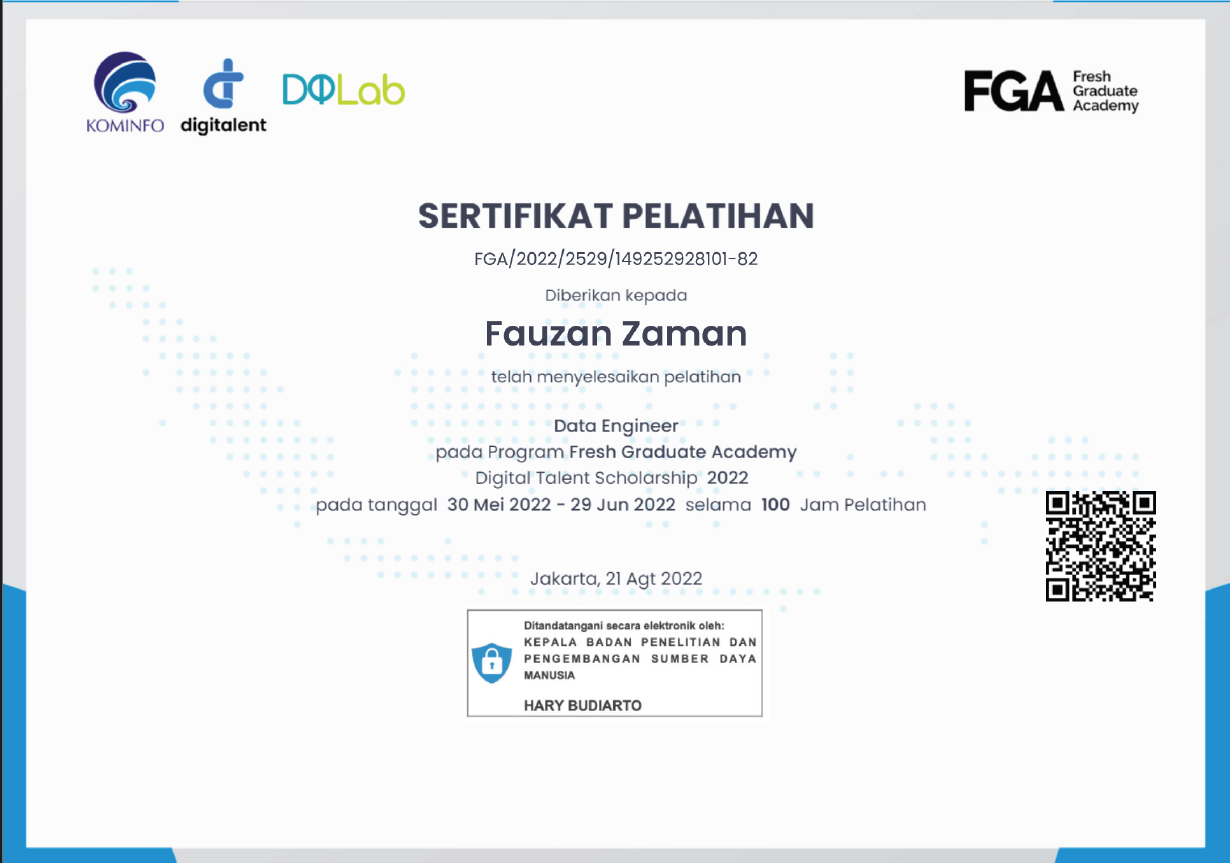 KOMINFO
digitalent
DQLab
FGA Fresh Graduate Academy
SERTIFIKAT PELATIHAN
FGA/2022/2529/149252928101-82
Diberikan kepada
Fauzan Zaman
telah menyelesaikan pelatihan
Data Engineer
pada Program Fresh Graduate Academy
Digital Talent Scholarship 2022
pada tanggal 30 Mei 2022 - 29 Jun 2022 selama 100 Jam Pelatihan
Jakarta, 21 Agt 2022
Ditandatangani secara elektronik oleh:
KEPALA BADAN PENELITIAN DAN
PENGEMBANGAN SUMBER DAYA
MANUSIA
HARY BUDIARTO